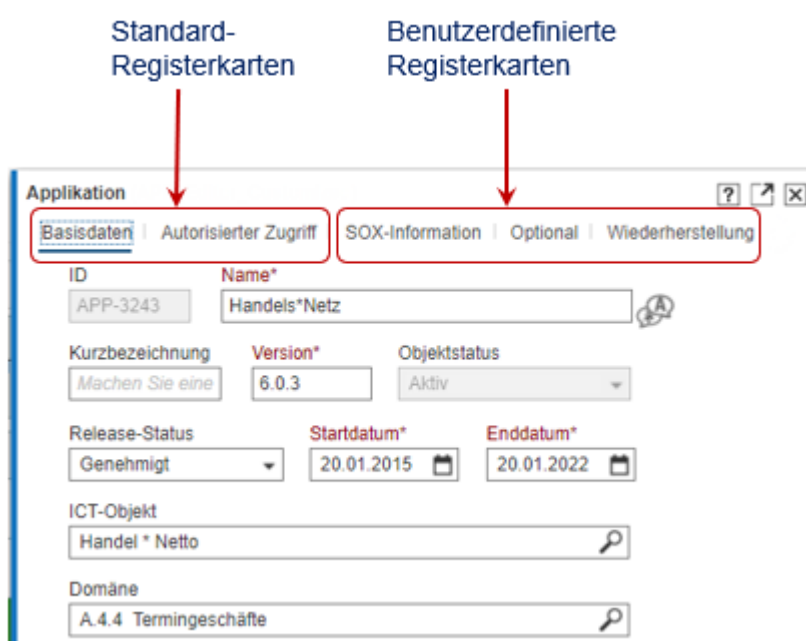 Standard-
Registerkarten
Benutzerdefinierte
Registerkarten
Applikation
?
Basisdaten | Autorisierter Zugriff | SOX-Information | Optional | Wiederherstellung
ID Name*
APP-3243 Handels*Netz
Kurzbezeichnung Version* Objektstatus
Machen Sie eine 6.0.3 Aktiv
Release-Status Startdatum* Enddatum*
Genehmigt 20.01.2015 20.01.2022
ICT-Objekt
Handel * Netto
Domäne
A.4.4 Termingeschäfte